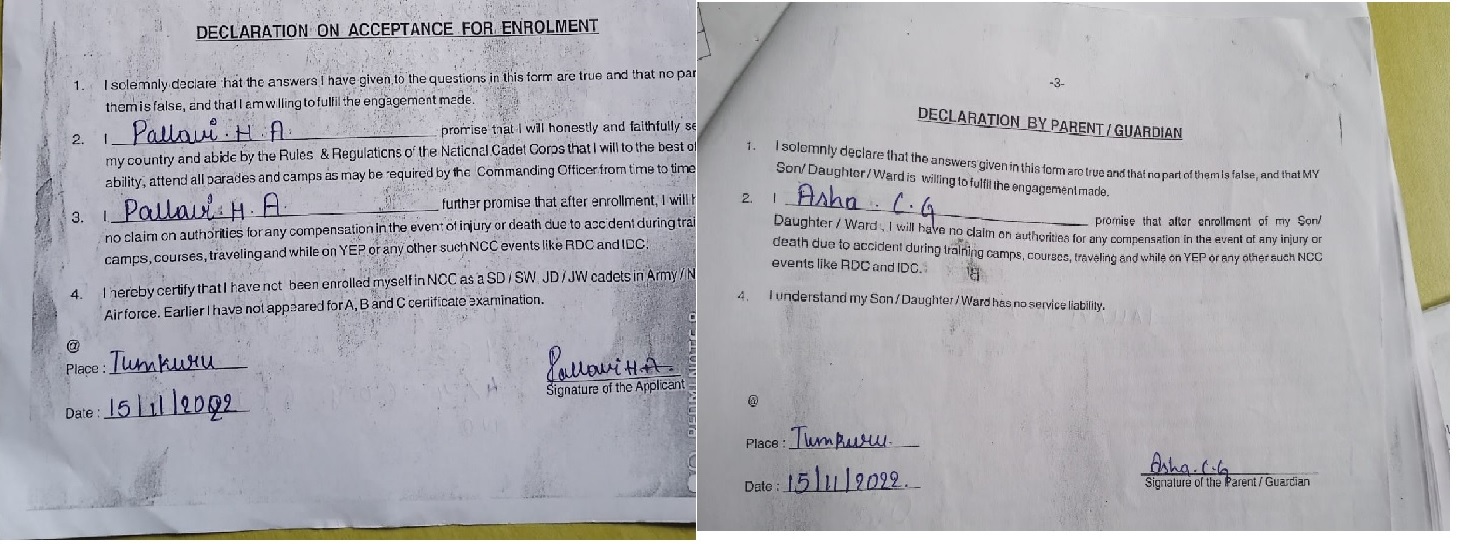 DECLARATION ON ACCEPTANCE FOR ENROLMENT
1. I solemnly declare that the answers I have given to the questions in this form are true and that no par
them is false, and that I am willing to fulfil the engagement made.
2. I Pallavi. H. A. promise that I will honestly and faithfully se
my country and abide by the Rules & Regulations of the National Cadet Corps that I will to the best of
ability, attend all parades and camps as may be required by the Commanding Officer from time to time
3. I Pallavi. H. A. further promise that after enrollment, I will h
no claim on authorities for any compensation in the event of injury or death due to accident during trai
camps, courses, traveling and while on YEP or any other such NCC events like RDC and IDC.
4. I hereby certify that I have not been enrolled myself in NCC as a SD / SW JD / JW cadets in Army / N
Airforce. Earlier I have not appeared for A, B and C certificate examination.
@
Place : Tumkuru
Pallavi H.A.
Signature of the Applicant
Date : 15/11/2022
-3-
DECLARATION BY PARENT / GUARDIAN
1. I solemnly declare that the answers given in this form are true and that no part of them is false, and that MY
Son/ Daughter / Ward is willing to fulfill the engagement made.
2. I Asha. C. G promise that after enrollment of my Son/
Daughter / Ward , I will have no claim on authorities for any compensation in the event of any injury or
death due to accident during training camps, courses, traveling and while on YEP or any other such NCC
events like RDC and IDC.
4. I understand my Son / Daughter / Ward has no service liability.
@
Place : Tumkuru.
Date : 15/11/2022.
Asha. C.G
Signature of the Parent / Guardian